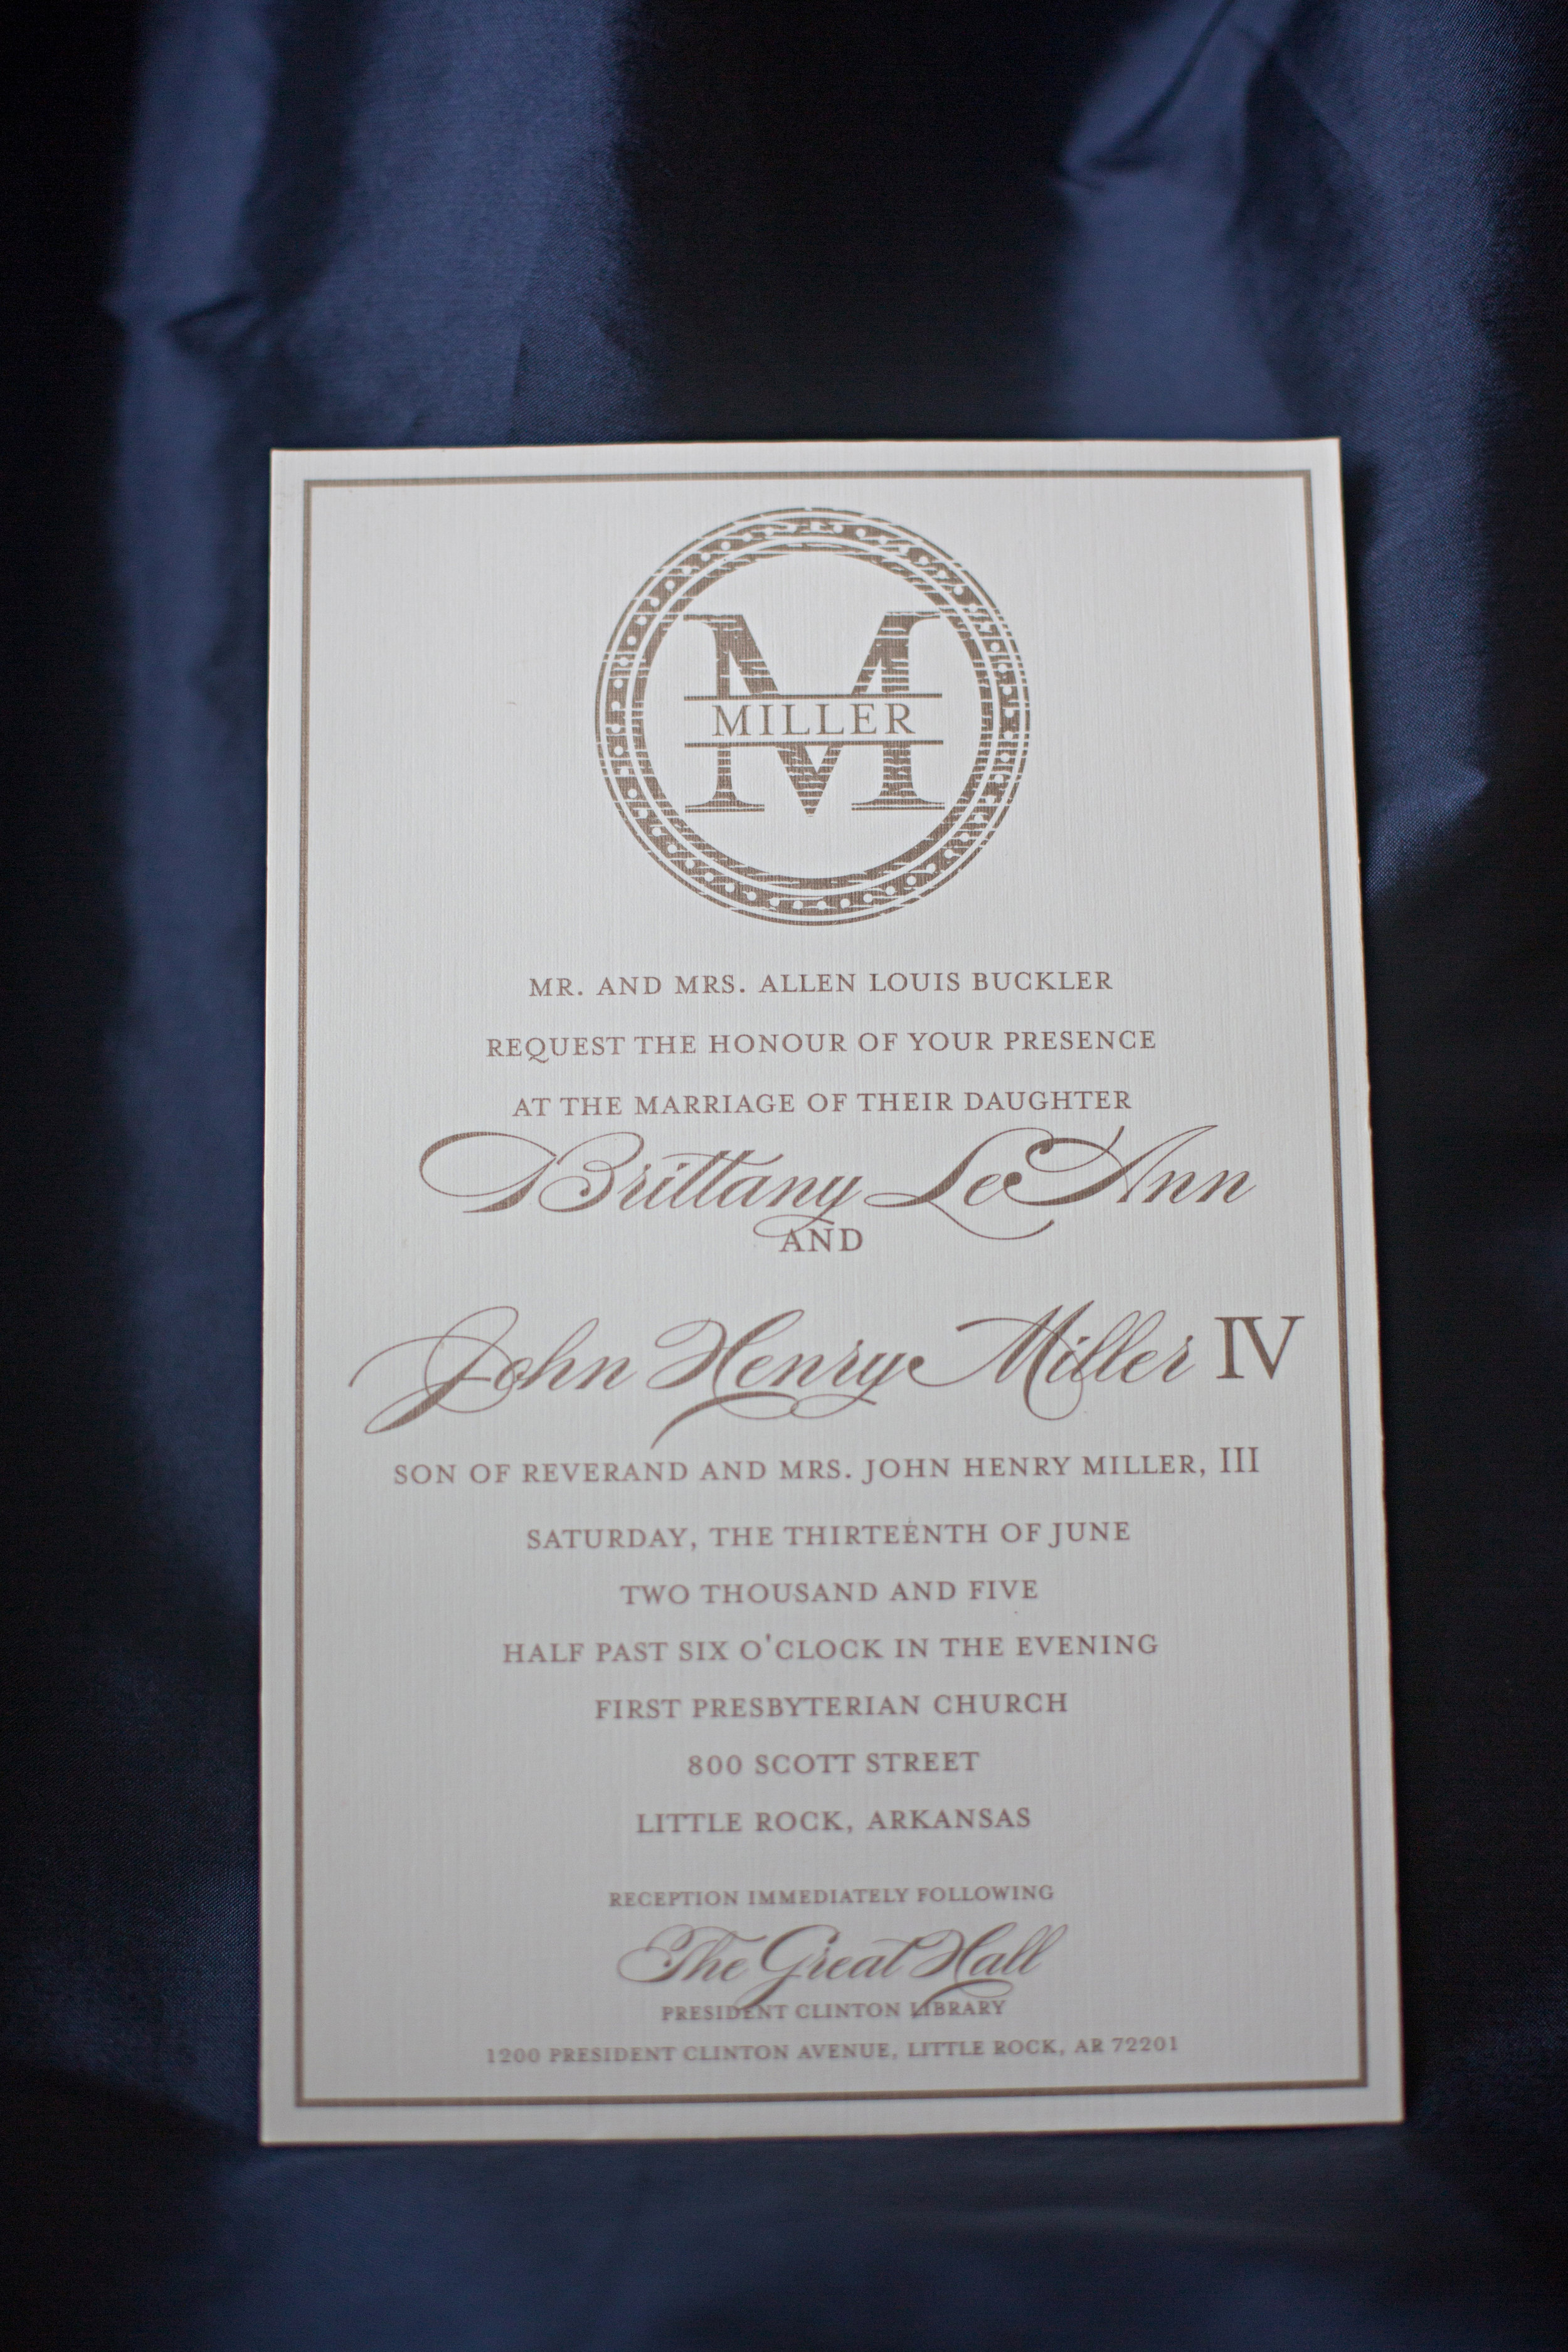 M
MILLER
MR. AND MRS. ALLEN LOUIS BUCKLER
REQUEST THE HONOUR OF YOUR PRESENCE
AT THE MARRIAGE OF THEIR DAUGHTER
Brittany LeAnn
AND
John Henry Miller IV
SON OF REVERAND AND MRS. JOHN HENRY MILLER, III
SATURDAY, THE THIRTEENTH OF JUNE
TWO THOUSAND AND FIVE
HALF PAST SIX O'CLOCK IN THE EVENING
FIRST PRESBYTERIAN CHURCH
800 SCOTT STREET
LITTLE ROCK, ARKANSAS
RECEPTION IMMEDIATELY FOLLOWING
The Great Hall
PRESIDENT CLINTON LIBRARY
1200 PRESIDENT CLINTON AVENUE, LITTLE ROCK, AR 72201